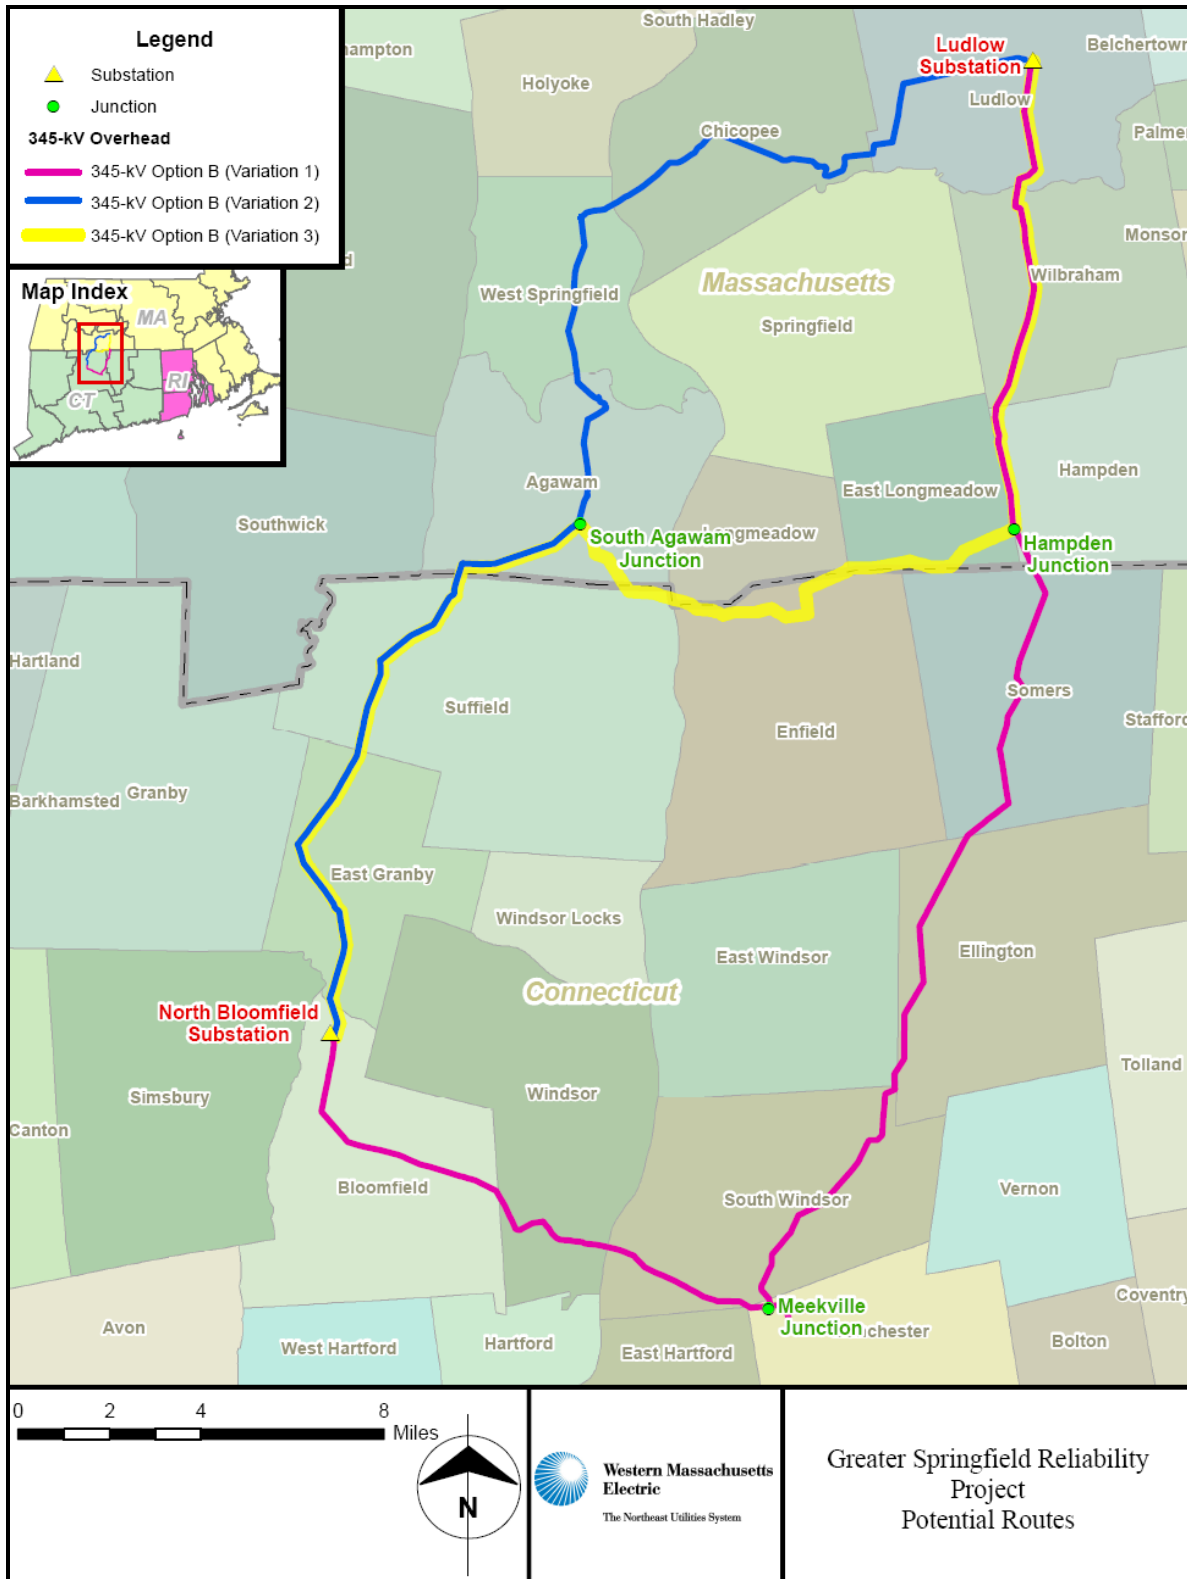 Legend
Substation
Junction
345-kV Overhead
345-kV Option B (Variation 1)
345-kV Option B (Variation 2)
345-kV Option B (Variation 3)
Map Index
MA
CT
RI
South Hadley
Holyoke
Ludlow
Substation
Belchertown
Ludlow
Chicopee
Palmer
Monson
Wilbraham
West Springfield
Massachusetts
Springfield
Agawam
East Longmeadow
Hampden
Southwick
South Agawam
Junction
Longmeadow
Hampden
Junction
Hartland
Suffield
Enfield
Somers
Stafford
Barkhamsted
Granby
East Granby
Windsor Locks
East Windsor
Ellington
Connecticut
North Bloomfield
Substation
Simsbury
Windsor
Tolland
Canton
Bloomfield
South Windsor
Vernon
Meekville
Junction
Coventry
Avon
West Hartford
Hartford
East Hartford
chester
Bolton
0 2 4 8
Miles
N
Western Massachusetts
Electric
The Northeast Utilities System
Greater Springfield Reliability
Project
Potential Routes